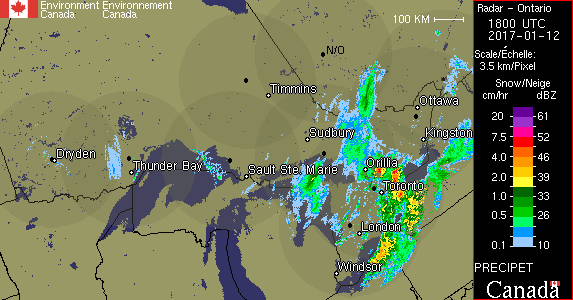 Environment Environnement
Canada Canada
100 KM
N/O
Timmins
Ottawa
Sudbury
Kingston
Dryden
Thunder Bay
Sault Ste. Marie
Orillia
Toronto
London
Windsor
Radar - Ontario
1800 UTC
2017-01-12
Scale/Échelle:
3.5 km/Pixel
Snow/Neige
cm/hr dBZ
20 61
7.5 52
4.0 46
2.0 39
1.0 33
0.5 26
0.1 10
PRECIPET
Canada